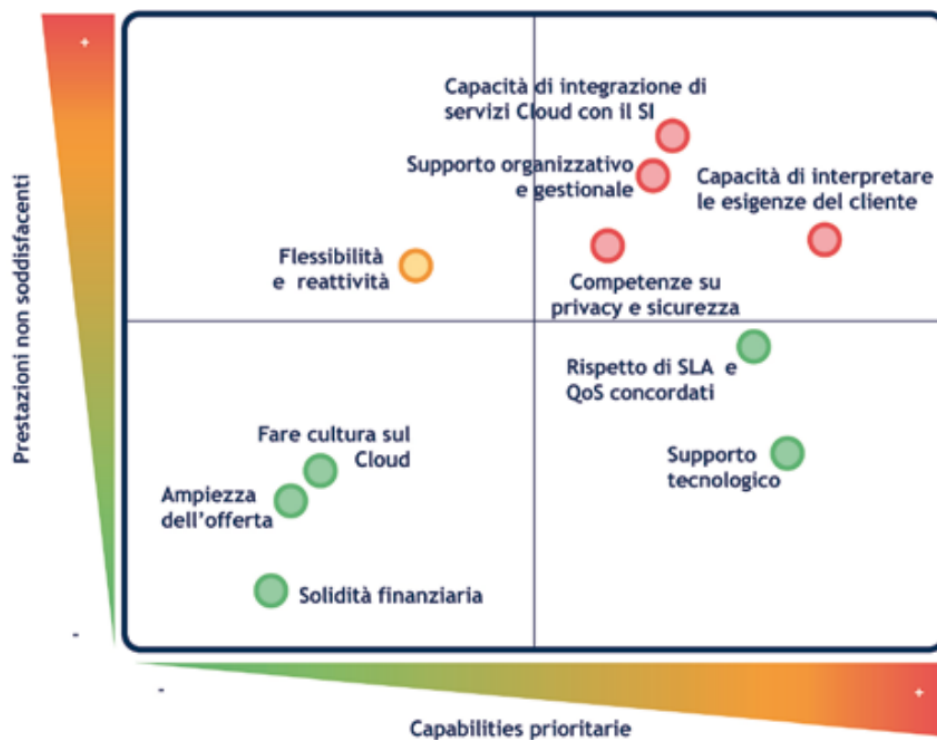 +
Capacità di integrazione di
servizi Cloud con il SI
Supporto organizzativo
e gestionale
Capacità di interpretare
le esigenze del cliente
Flessibilità
e reattività
Competenze su
privacy e sicurezza
Prestazioni non soddisfacenti
Rispetto di SLA e
QoS concordati
Fare cultura sul
Cloud
Supporto
tecnologico
Ampiezza
dell'offerta
Solidità finanziaria
-
-
+
Capabilities prioritarie